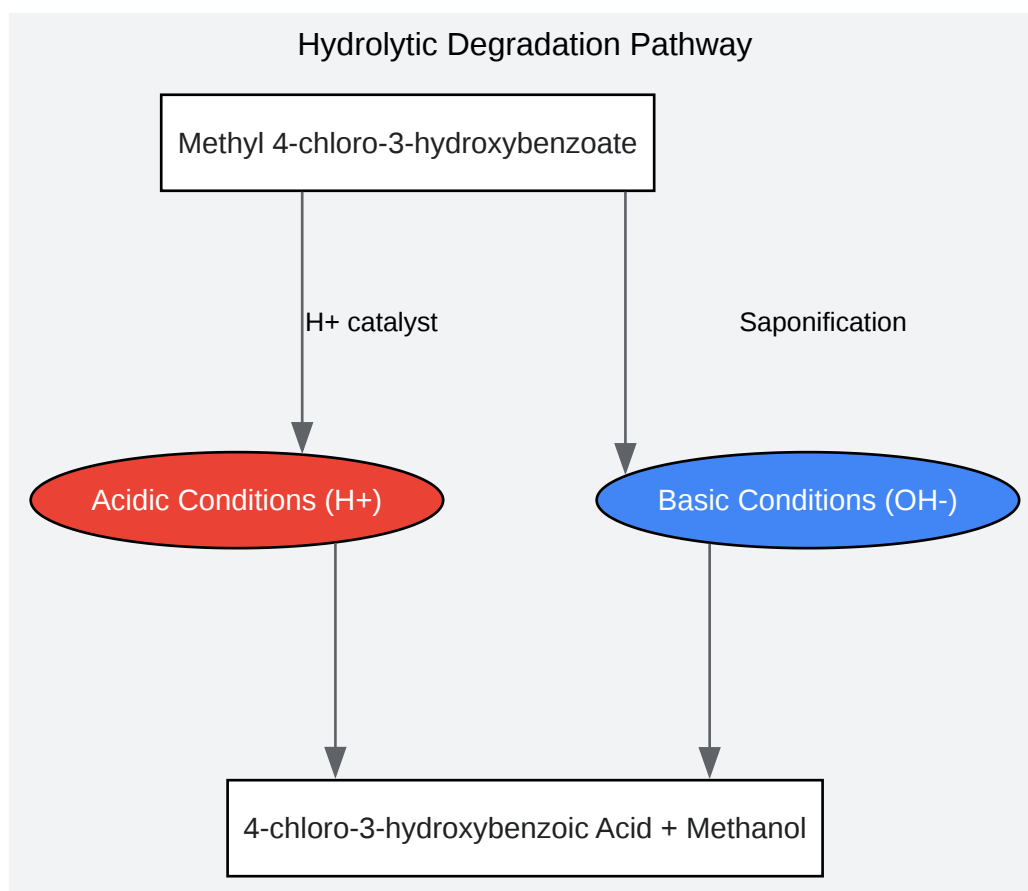 Hydrolytic Degradation Pathway
Methyl 4-chloro-3-hydroxybenzoate
H+ catalyst
Saponification
Acidic Conditions (H+)
Basic Conditions (OH-)
4-chloro-3-hydroxybenzoic Acid + Methanol